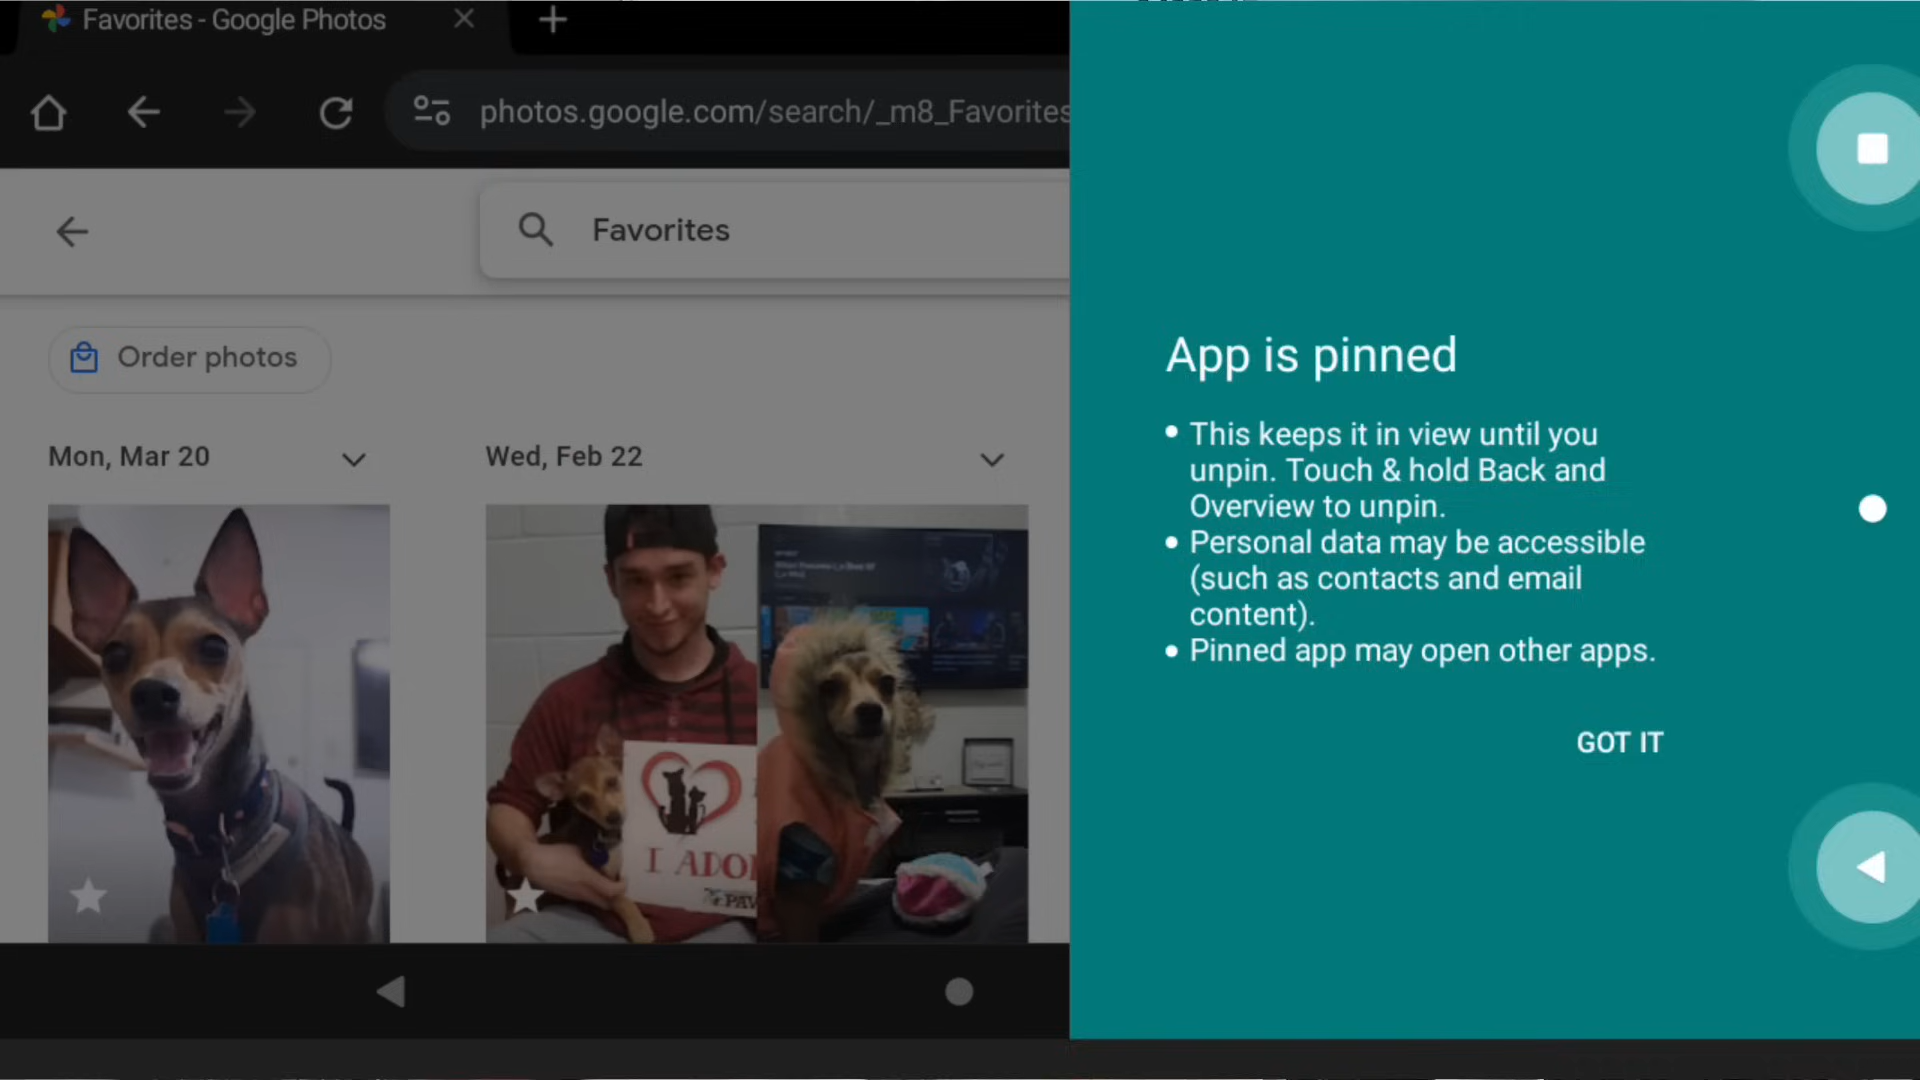 Favorites - Google Photos
photos.google.com/search/_m8_Favorites
Favorites
Order photos
Mon, Mar 20
Wed, Feb 22
I ADO
PAW
App is pinned
• This keeps it in view until you
unpin. Touch & hold Back and
Overview to unpin.
• Personal data may be accessible
(such as contacts and email
content).
• Pinned app may open other apps.
GOT IT